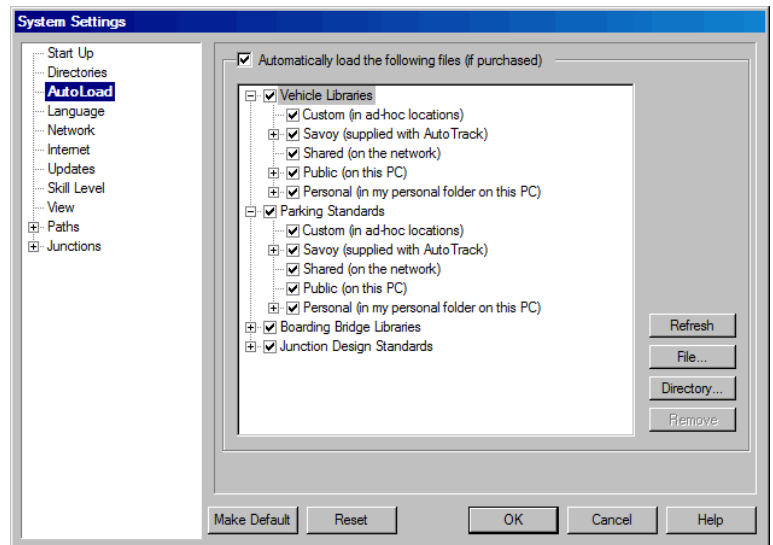 System Settings
Start Up
Directories
AutoLoad
Language
Network
Internet
Updates
Skill Level
View
Paths
Junctions
Automatically load the following files (if purchased)
Vehicle Libraries
Custom (in ad-hoc locations)
Savoy (supplied with AutoTrack)
Shared (on the network)
Public (on this PC)
Personal (in my personal folder on this PC)
Parking Standards
Custom (in ad-hoc locations)
Savoy (supplied with AutoTrack)
Shared (on the network)
Public (on this PC)
Personal (in my personal folder on this PC)
Boarding Bridge Libraries
Junction Design Standards
Refresh
File...
Directory...
Remove
Make Default
Reset
OK
Cancel
Help